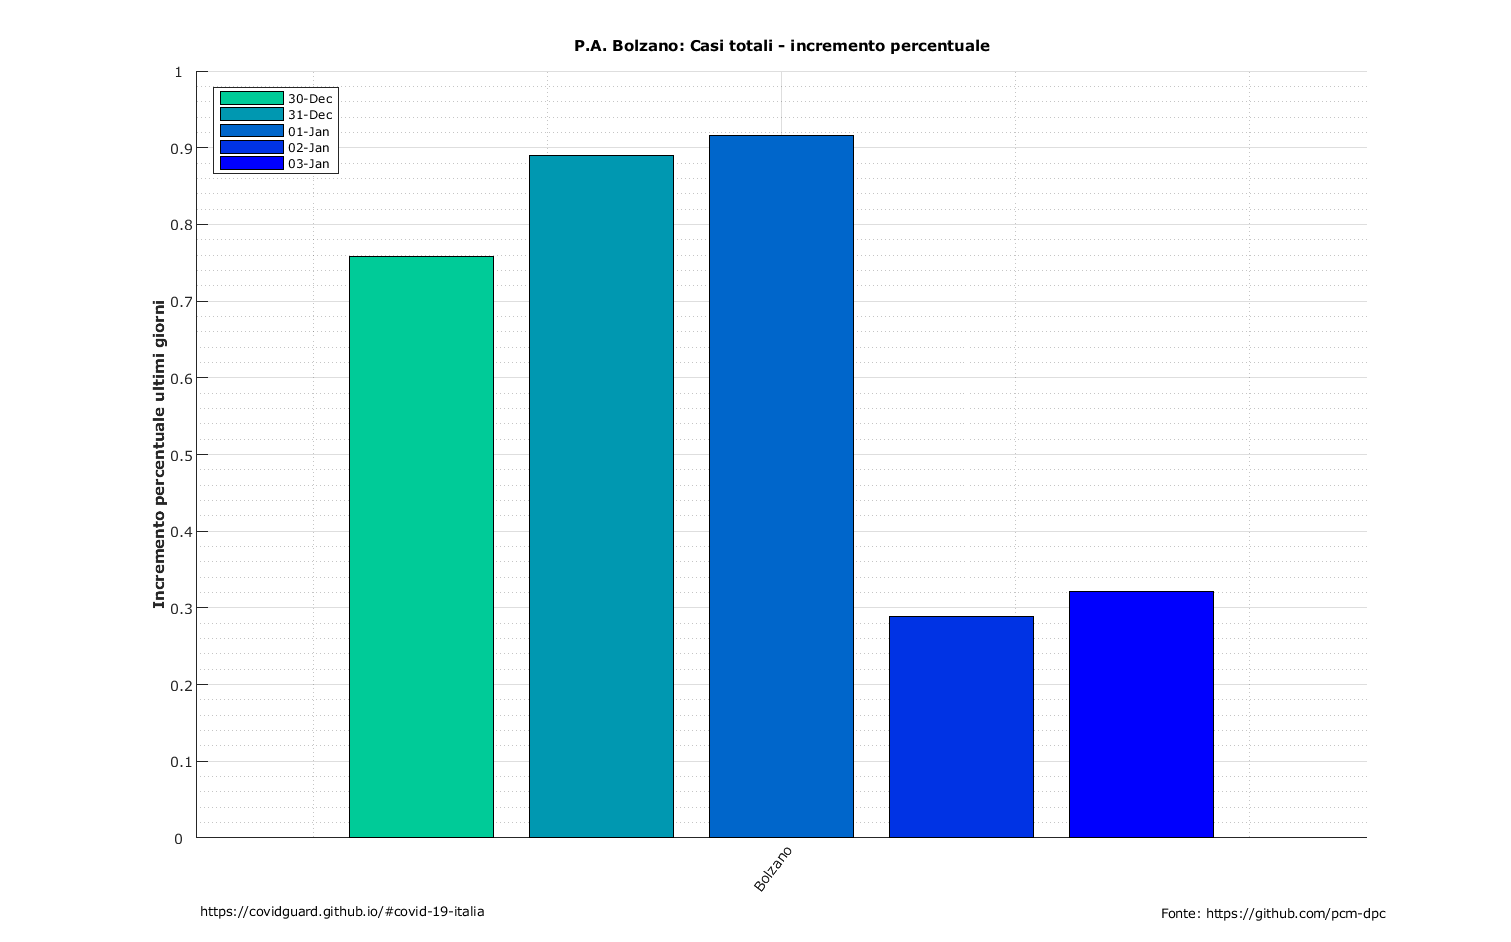 P.A. Bolzano: Casi totali - incremento percentuale
1
30-Dec
31-Dec
01-Jan
02-Jan
03-Jan
0.9
0.8
0.7
0.6
0.5
0.4
0.3
0.2
0.1
0
Incremento percentuale ultimi giorni
Bolzano
https://covidguard.github.io/#covid-19-italia
Fonte: https://github.com/pcm-dpc